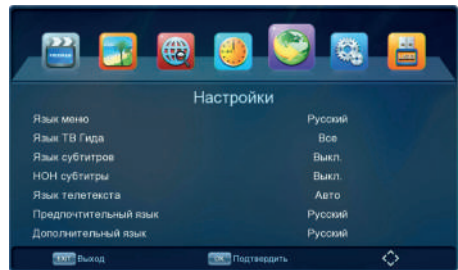 Настройки
Язык меню Русский
Язык ТВ Гида Все
Язык субтитров Выкл.
НОН субтитры Выкл.
Язык телетекста Авто
Предпочтительный язык Русский
Дополнительный язык Русский
EXIT Выход OK Подтвердить